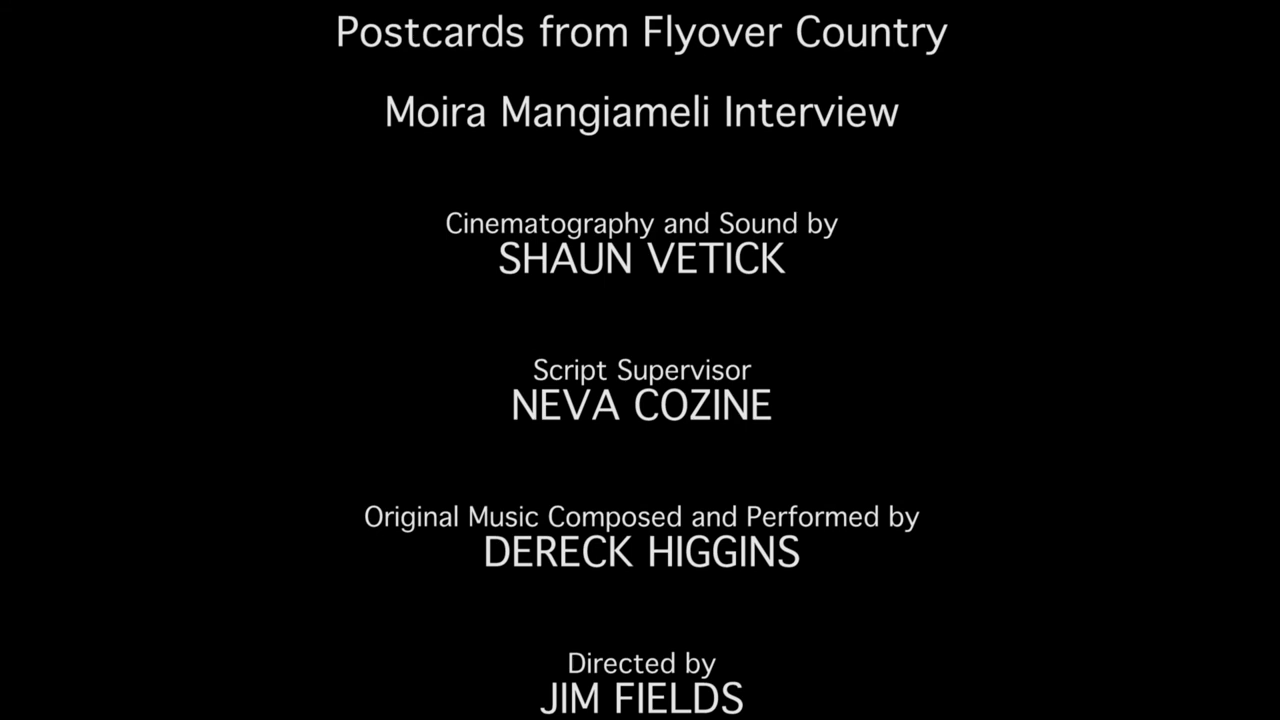 Postcards from Flyover Country
Moira Mangiameli Interview
Cinematography and Sound by
SHAUN VETICK
Script Supervisor
NEVA COZINE
Original Music Composed and Performed by
DERECK HIGGINS
Directed by
JIM FIELDS